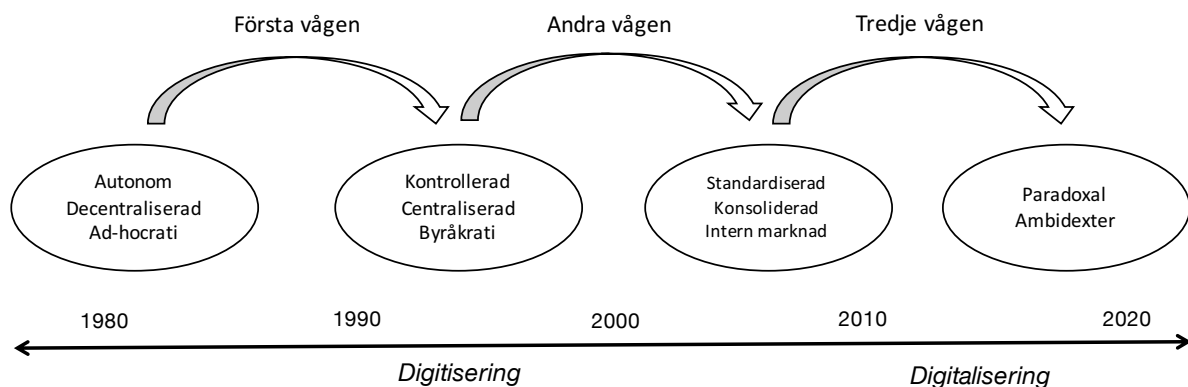 Första vågen
Andra vågen
Tredje vågen
Autonom
Decentraliserad
Ad-hocrati
Kontrollerad
Centraliserad
Byråkrati
Standardiserad
Konsoliderad
Intern marknad
Paradoxal
Ambidexter
1980
1990
2000
2010
2020
Digitisering
Digitalisering